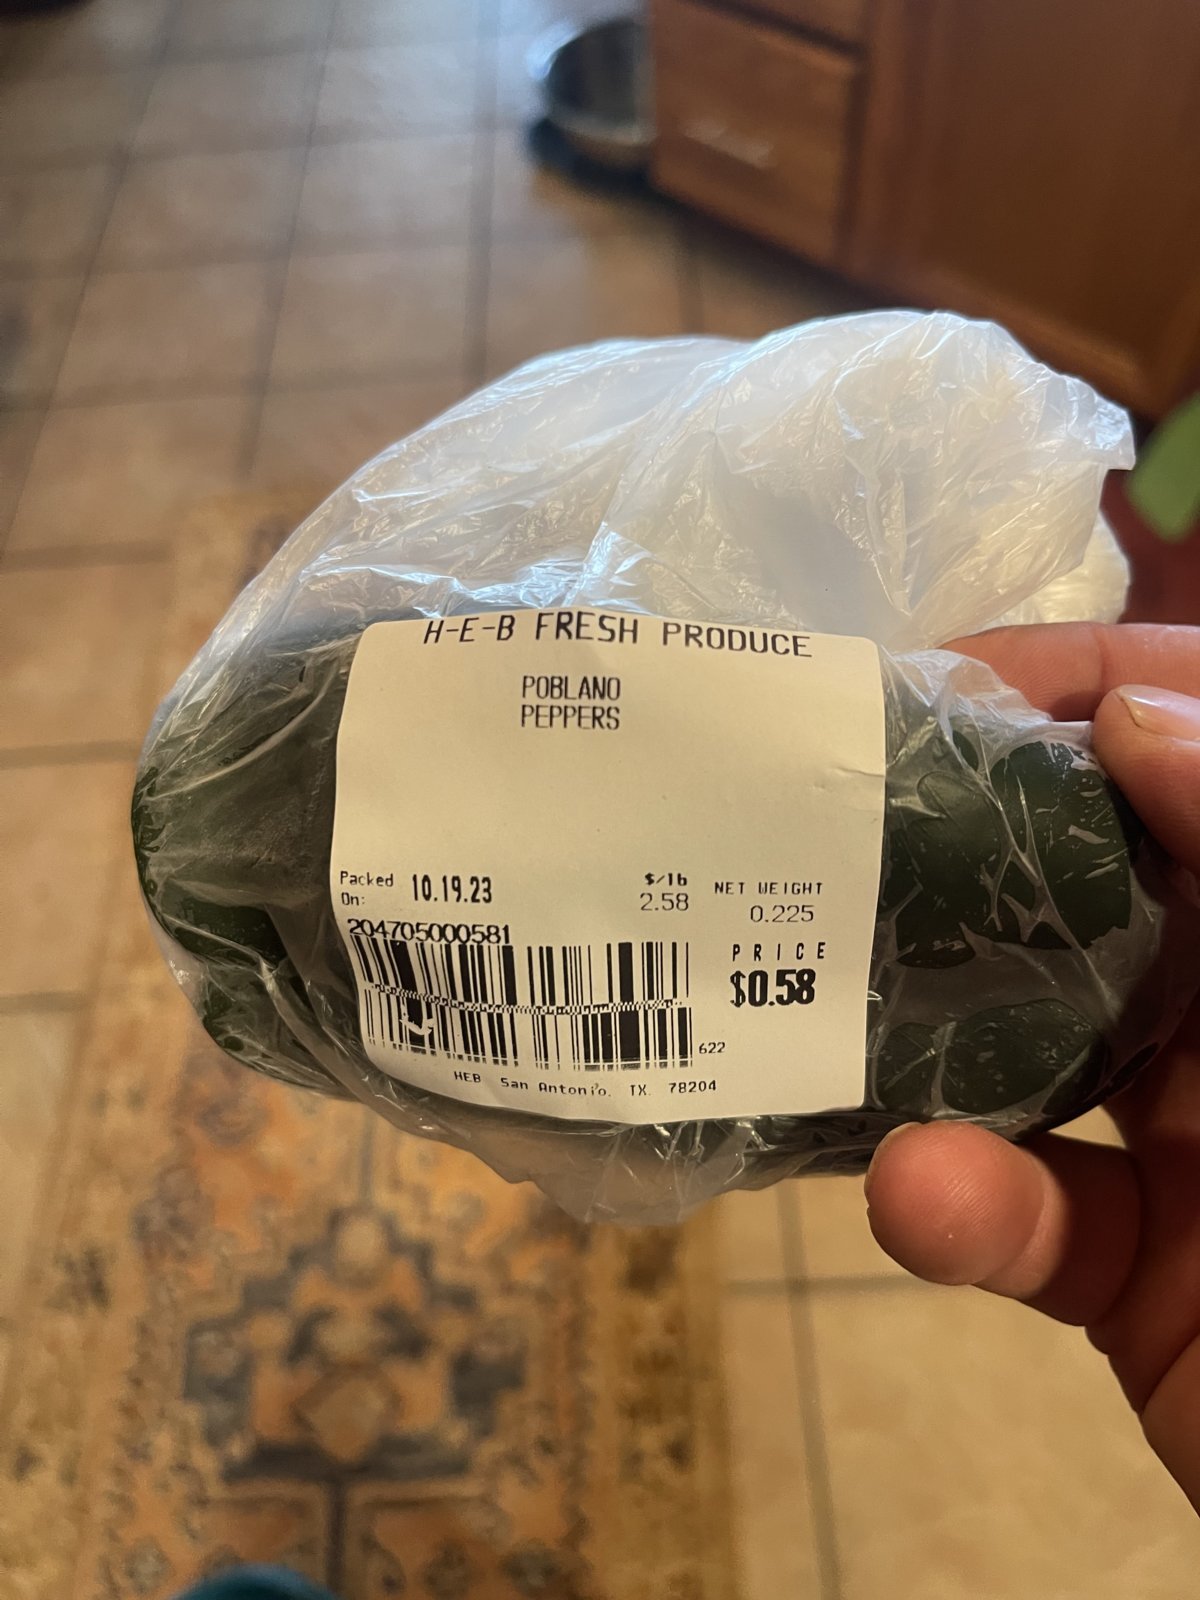 H-E-B FRESH PRODUCE
POBLANO
PEPPERS
Packed On: 10.19.23
$/lb 2.58
NET WEIGHT 0.225
204705000581
PRICE
$0.58
622
HEB San Antonio. TX. 78204